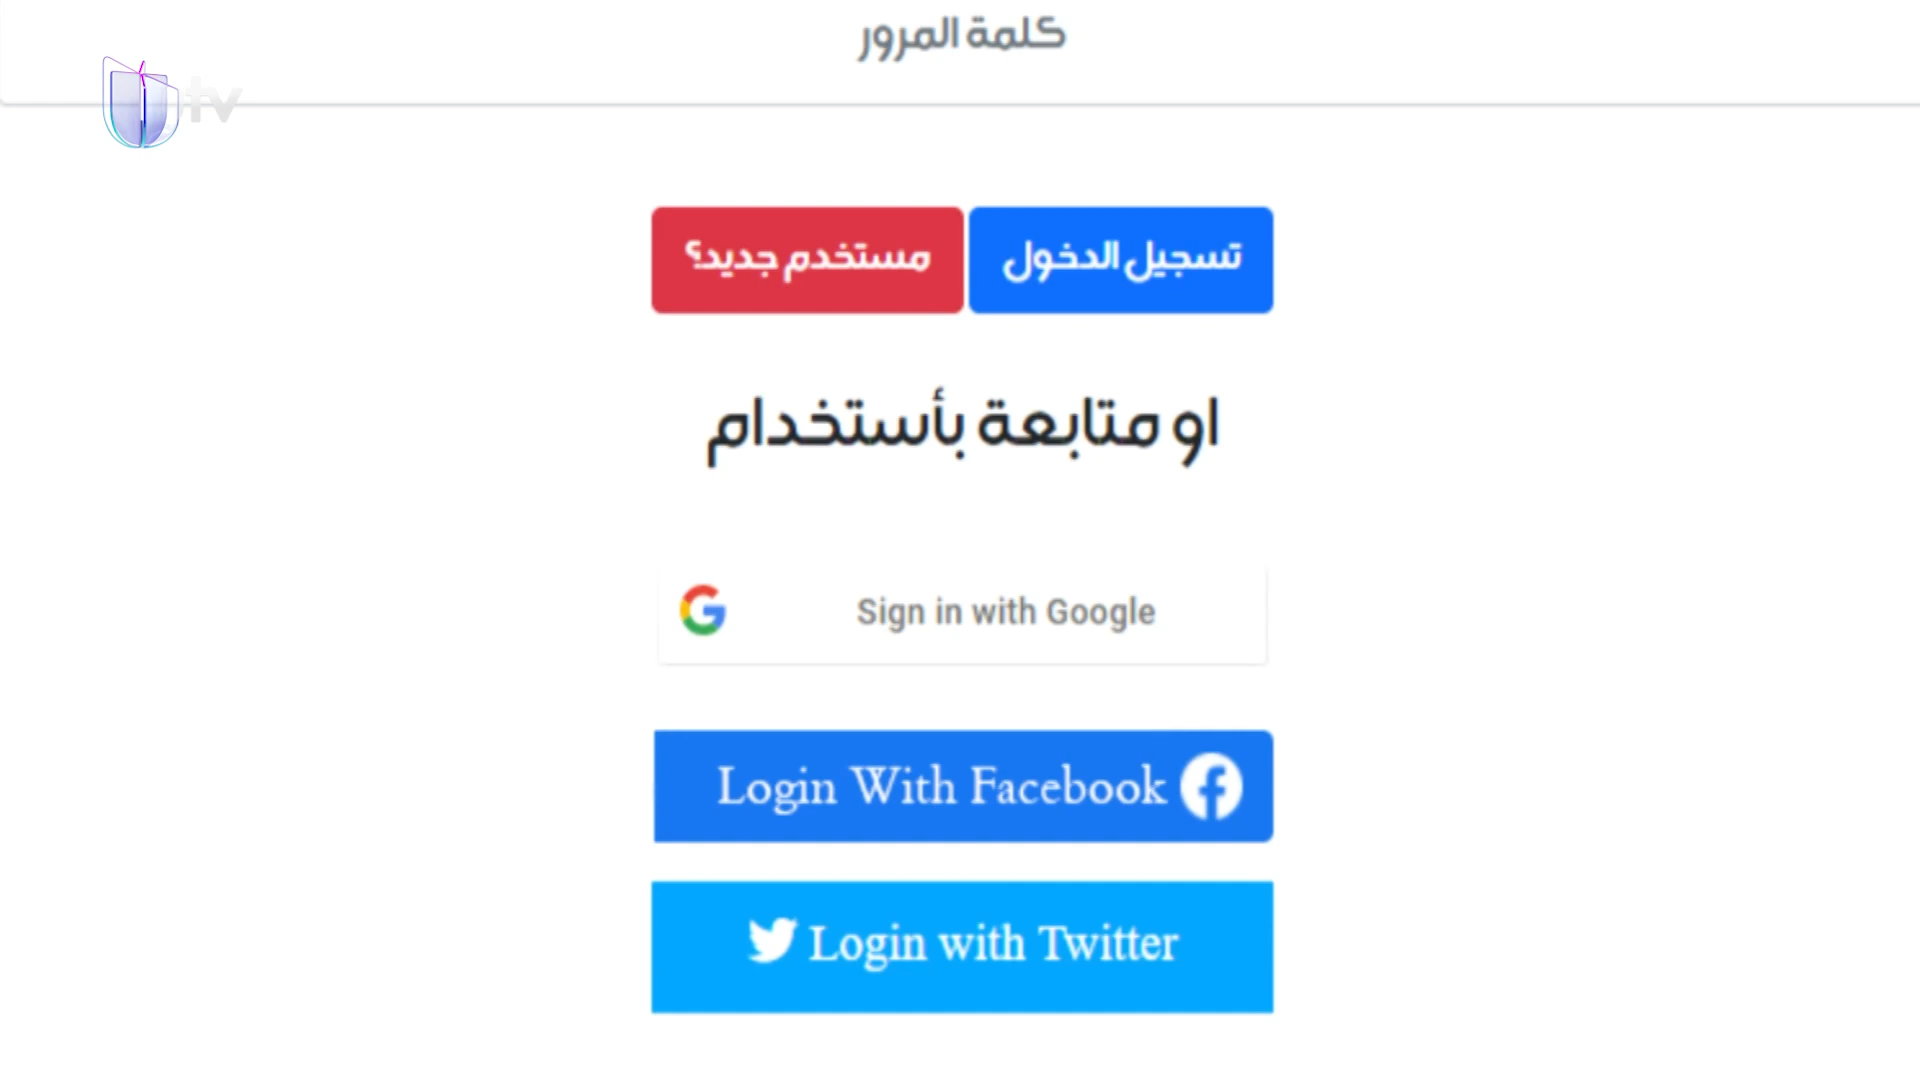 كلمة المرور
tv
تسجيل الدخول
مستخدم جديد؟
او متابعة بأستخدام
Sign in with Google
Login With Facebook
Login with Twitter